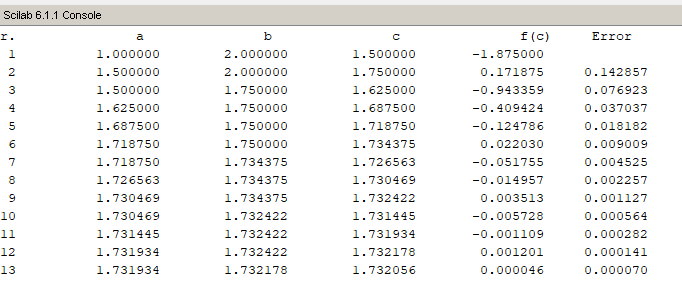 Scilab 6.1.1 Console
r. a b c f(c) Error
1 1.000000 2.000000 1.500000 -1.875000
2 1.500000 2.000000 1.750000 0.171875 0.142857
3 1.500000 1.750000 1.625000 -0.943359 0.076923
4 1.625000 1.750000 1.687500 -0.409424 0.037037
5 1.687500 1.750000 1.718750 -0.124786 0.018182
6 1.718750 1.750000 1.734375 0.022030 0.009009
7 1.718750 1.734375 1.726563 -0.051755 0.004525
8 1.726563 1.734375 1.730469 -0.014957 0.002257
9 1.730469 1.734375 1.732422 0.003513 0.001127
10 1.730469 1.732422 1.731445 -0.005728 0.000564
11 1.731445 1.732422 1.731934 -0.001109 0.000282
12 1.731934 1.732422 1.732178 0.001201 0.000141
13 1.731934 1.732178 1.732056 0.000046 0.000070